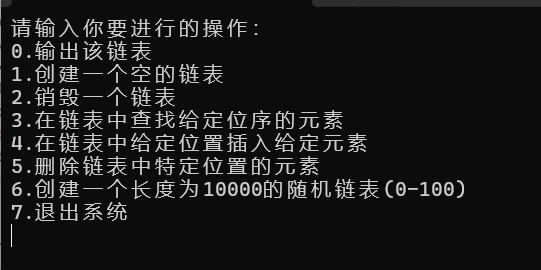 请输入你要进行的操作:
0.输出该链表
1.创建一个空的链表
2.销毁一个链表
3.在链表中查找给定位序的元素
4.在链表中给定位置插入给定元素
5.删除链表中特定位置的元素
6.创建一个长度为10000的随机链表(0-100)
7.退出系统